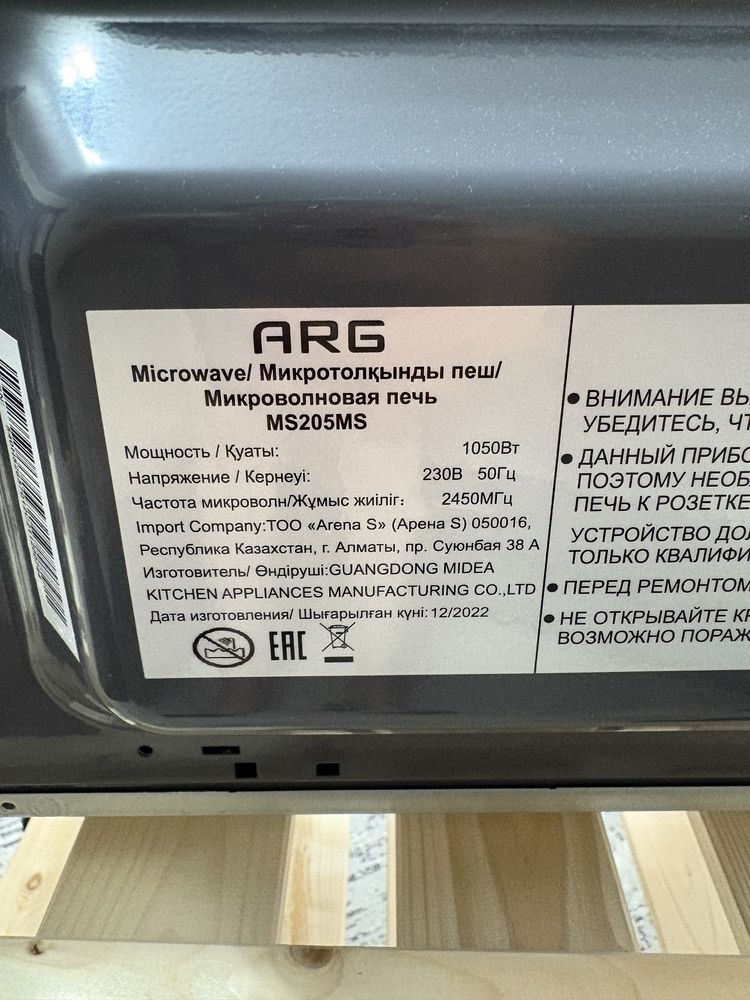 ARG
Microwave/ Микротолқынды пеш/
Микроволновая печь
MS205MS
Мощность / Қуаты: 1050Вт
Напряжение / Кернеуі: 230В 50Гц
Частота микроволн/Жұмыс жиілігі: 2450МГц
Import Company:ТОО «Arena S» (Арена S) 050016,
Республика Казахстан, г. Алматы, пр. Суюнбая 38 А
Изготовитель/ Өндіруші:GUANGDONG MIDEA
KITCHEN APPLIANCES MANUFACTURING CO.,LTD
Дата изготовления/ Шығарылған күні:12/2022
EAC
● ВНИМАНИЕ
УБЕДИТЕСЬ,
● ДАННЫЙ
ПОЭТОМУ
ПЕЧЬ К РОЗЕТКЕ
УСТРОЙСТВО
ТОЛЬКО
● ПЕРЕД РЕМОНТОМ
● НЕ ОТКРЫВАЙТЕ
ВОЗМОЖНО